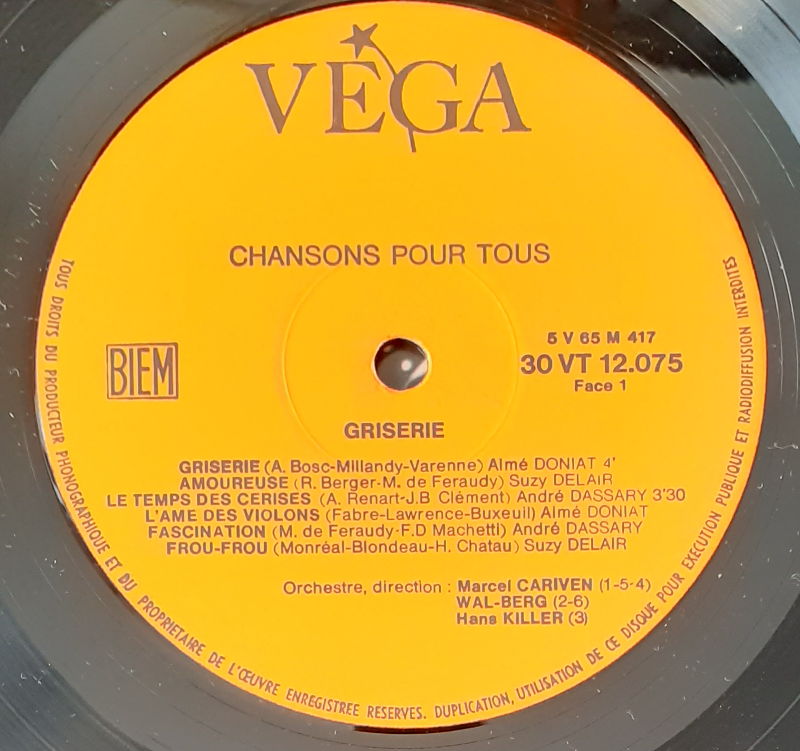 VÉGA
CHANSONS POUR TOUS
BIEM
5 V 65 M 417
30 VT 12.075
Face 1
GRISERIE
GRISERIE (A. Bosc-Millandy-Varenne) Aimé DONIAT 4'
AMOUREUSE (R. Berger-M. de Feraudy) Suzy DELAIR
LE TEMPS DES CERISES (A. Renart-J.B Clément) André DASSARY 3'30
L'AME DES VIOLONS (Fabre-Lawrence-Buxeuil) Aimé DONIAT
FASCINATION (M. de Feraudy-F.D Machetti) André DASSARY
FROU-FROU (Monréal-Blondeau-H. Chatau) Suzy DELAIR
Orchestre, direction : Marcel CARIVEN (1-5-4)
WAL-BERG (2-6)
Hans KILLER (3)
TOUS DROITS DU PRODUCTEUR PHONOGRAPHIQUE ET DU PROPRIETAIRE DE L'ŒUVRE ENREGISTREE RESERVES. DUPLICATION, UTILISATION DE CE DISQUE POUR EXECUTION PUBLIQUE ET RADIODIFFUSION INTERDITES